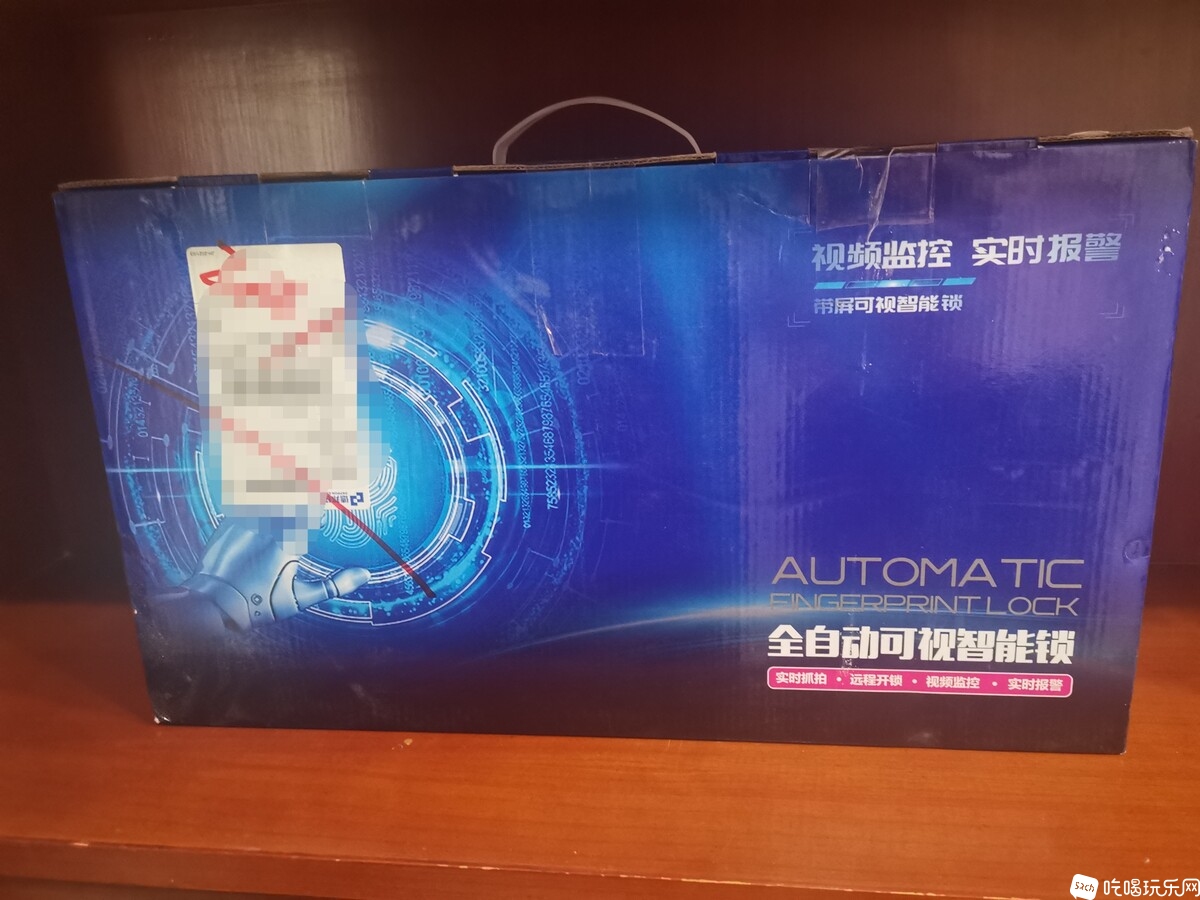 视频监控 实时报警
带屏可视智能锁
AUTOMATIC
FINGERPRINT LOCK
全自动可视智能锁
实时抓拍 · 远程开锁 · 视频监控 · 实时报警
52ch 吃喝玩乐网